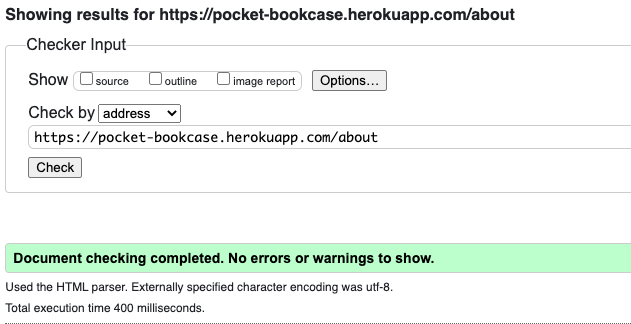 Showing results for https://pocket-bookcase.herokuapp.com/about
Checker Input
Show source outline image report Options...
Check by address
https://pocket-bookcase.herokuapp.com/about
Check
Document checking completed. No errors or warnings to show.
Used the HTML parser. Externally specified character encoding was utf-8.
Total execution time 400 milliseconds.